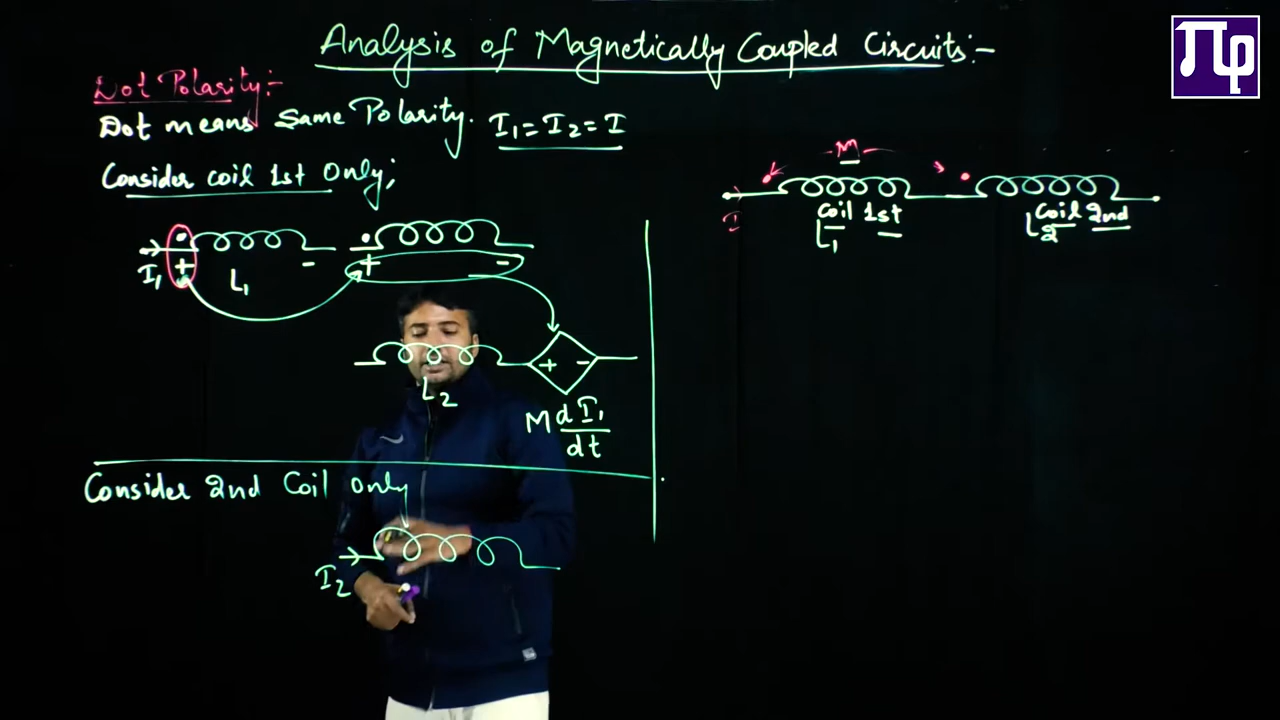 Analysis of Magnetically Coupled Circuits:-
Dot Polarity:-
Dot means Same Polarity. I₁=I₂=I
Consider coil 1st Only;
I₁ + - + -
L₁
L₂ + -
M dI₁/dt
Consider 2nd Coil Only
I₂
M
I Coil 1st Coil 2nd
L₁ L₂
πφ